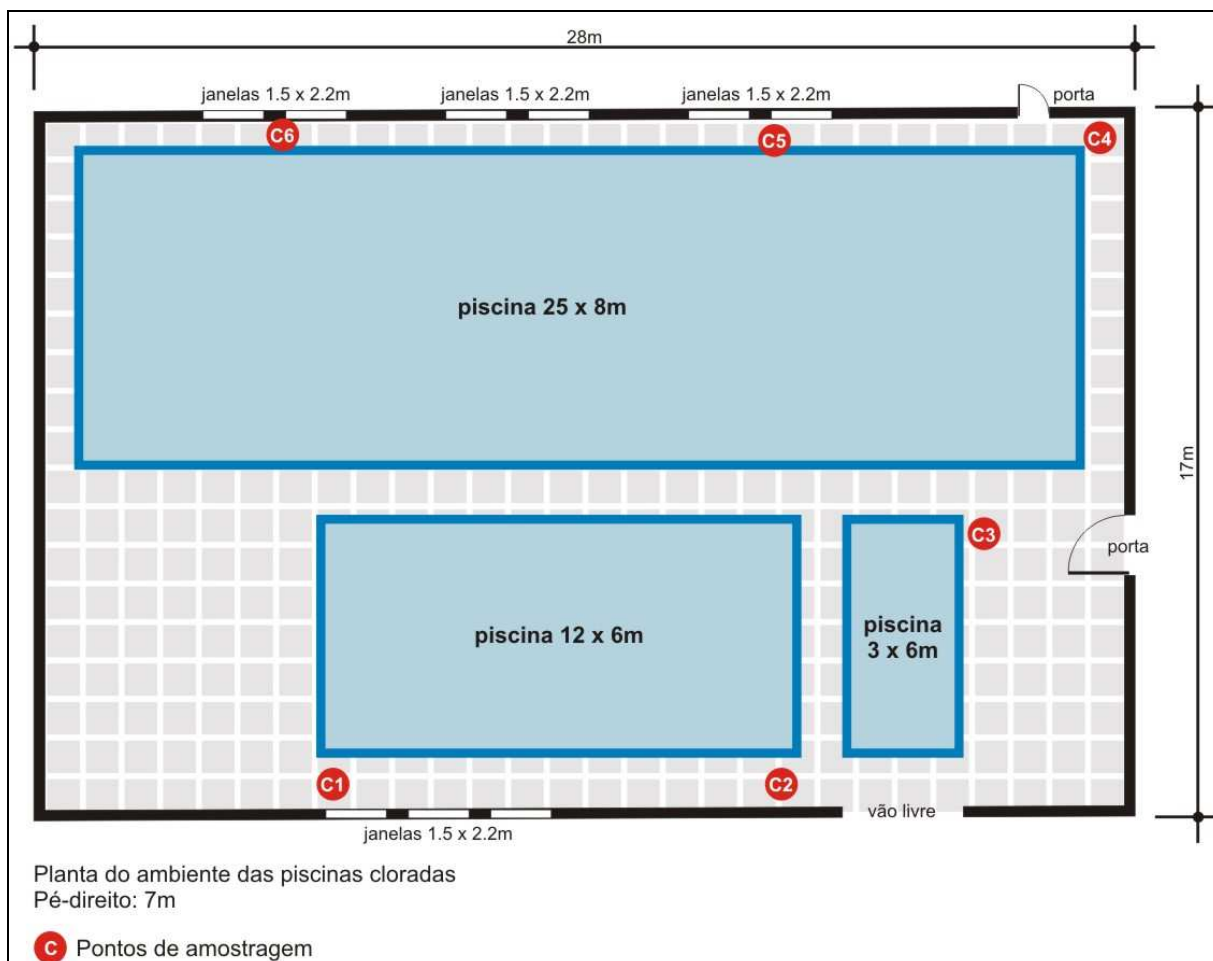 28m
janelas 1.5 x 2.2m
janelas 1.5 x 2.2m
janelas 1.5 x 2.2m
porta
C6
C5
C4
piscina 25 x 8m
17m
C3
porta
piscina 12 x 6m
piscina
3 x 6m
C1
C2
vão livre
janelas 1.5 x 2.2m
Planta do ambiente das piscinas cloradas
Pé-direito: 7m
C Pontos de amostragem